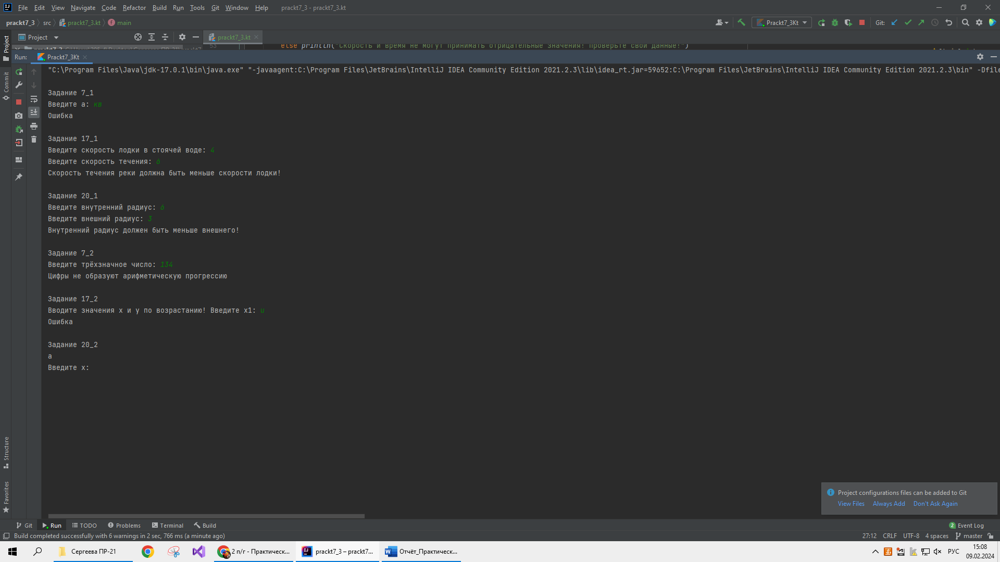 File Edit View Navigate Code Refactor Build Run Tools Git Window Help prackt7_3 - prackt7_3.kt
prackt7_3 src prackt7_3.kt main Prackt7_3Kt Git:
Project prackt7_3.kt
53 else println("Скорость и время не могут принимать отрицательные значения! Проверьте свои данные!")
Run: Prackt7_3Kt
"C:\Program Files\Java\jdk-17.0.1\bin\java.exe" "-javaagent:C:\Program Files\JetBrains\IntelliJ IDEA Community Edition 2021.2.3\lib\idea_rt.jar=59652:C:\Program Files\JetBrains\IntelliJ IDEA Community Edition 2021.2.3\bin" -Dfile
Задание 7_1
Введите a: кв
Ошибка
Задание 17_1
Введите скорость лодки в стоячей воде: 4
Введите скорость течения: 6
Скорость течения реки должна быть меньше скорости лодки!
Задание 20_1
Введите внутренний радиус: 6
Введите внешний радиус: 3
Внутренний радиус должен быть меньше внешнего!
Задание 7_2
Введите трёхзначное число: 134
Цифры не образуют арифметическую прогрессию
Задание 17_2
Вводите значения x и y по возрастанию! Введите x1: и
Ошибка
Задание 20_2
а
Введите x:
Project
Commit
Structure
Favorites
Project configurations files can be added to Git
View Files Always Add Don't Ask Again
Git Run TODO Problems Terminal Build 2 Event Log
Build completed successfully with 6 warnings in 2 sec, 766 ms (a minute ago) 27:12 CRLF UTF-8 4 spaces master
Сергеева ПР-21 2 п/г - Практическ... prackt7_3 – prackt7... Отчёт_Практическ... РУС 15:08
09.02.2024